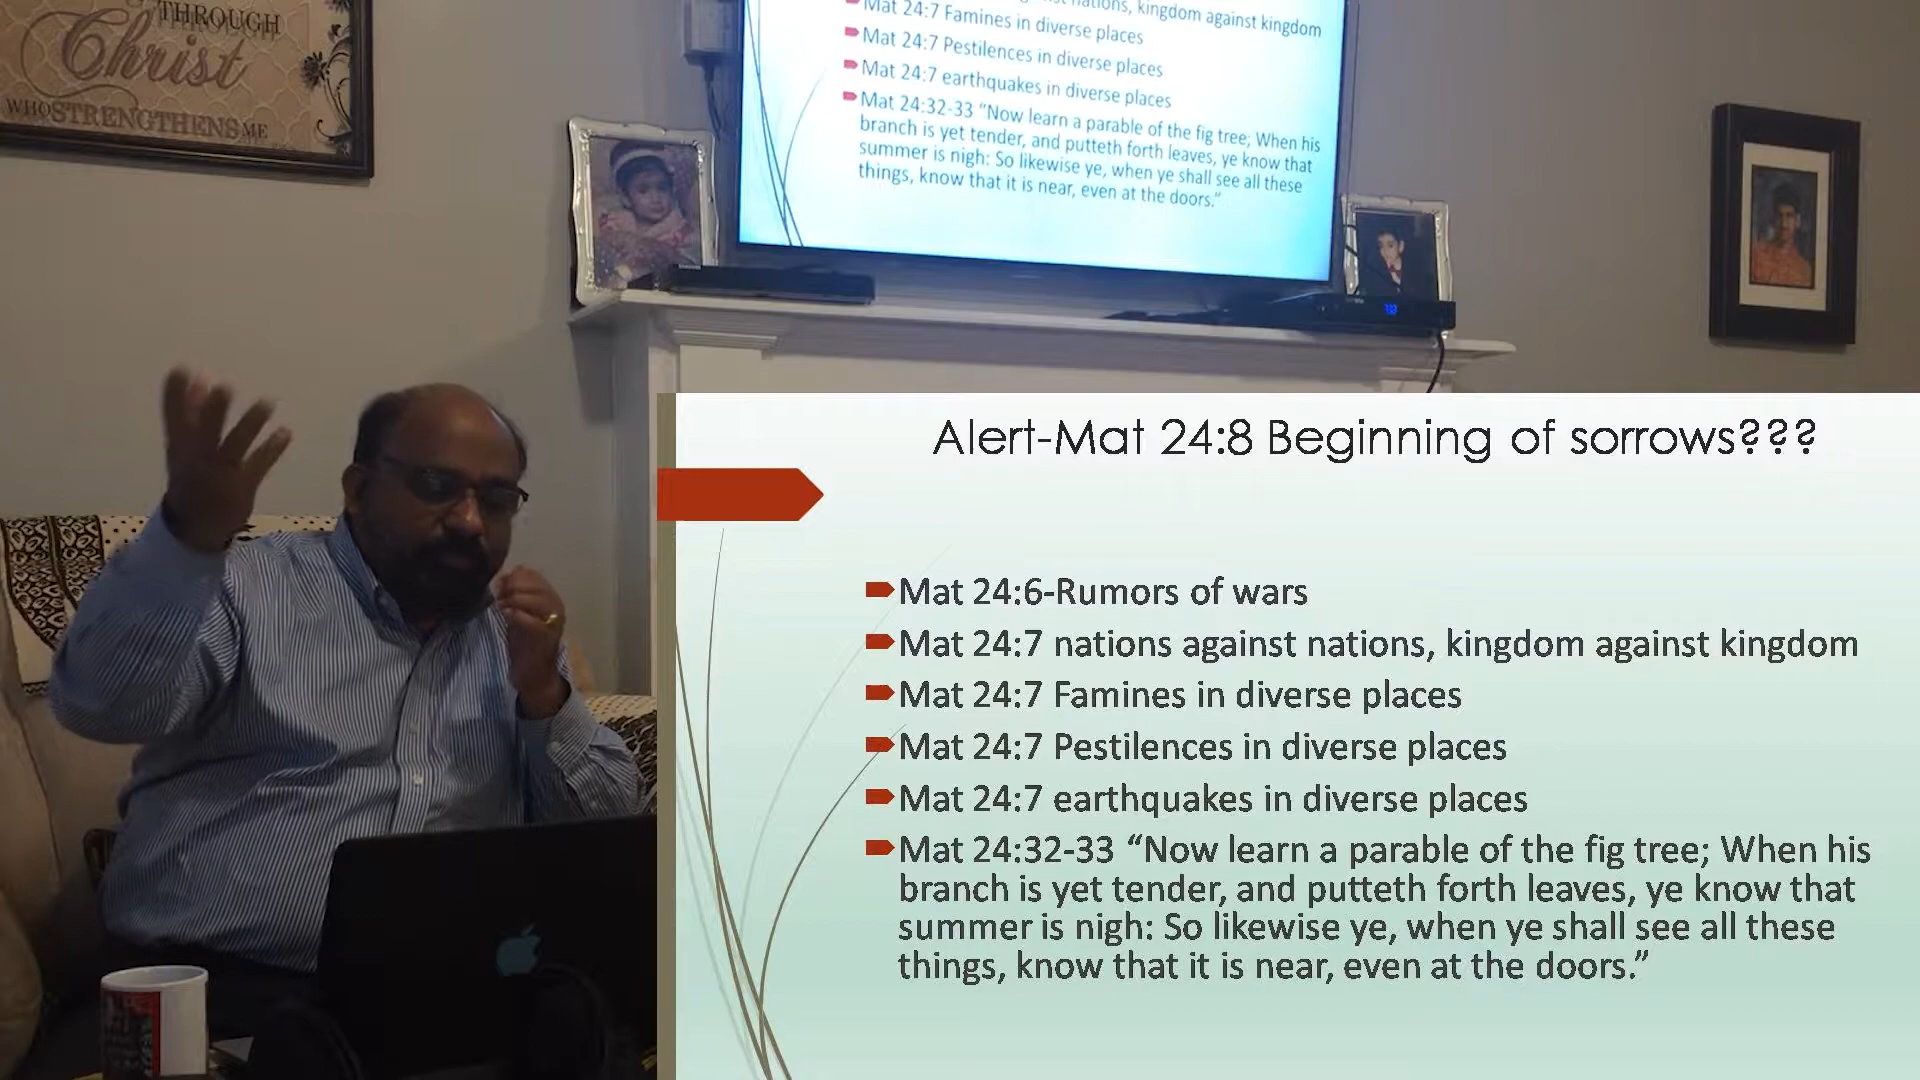 THROUGH
Christ
WHO STRENGTHENS ME
nations, kingdom against kingdom
Mat 24:7 Famines in diverse places
Mat 24:7 Pestilences in diverse places
Mat 24:7 earthquakes in diverse places
Mat 24:32-33 “Now learn a parable of the fig tree; When his
branch is yet tender, and putteth forth leaves, ye know that
summer is nigh: So likewise ye, when ye shall see all these
things, know that it is near, even at the doors.”
Alert-Mat 24:8 Beginning of sorrows???
Mat 24:6-Rumors of wars
Mat 24:7 nations against nations, kingdom against kingdom
Mat 24:7 Famines in diverse places
Mat 24:7 Pestilences in diverse places
Mat 24:7 earthquakes in diverse places
Mat 24:32-33 “Now learn a parable of the fig tree; When his
branch is yet tender, and putteth forth leaves, ye know that
summer is nigh: So likewise ye, when ye shall see all these
things, know that it is near, even at the doors.”